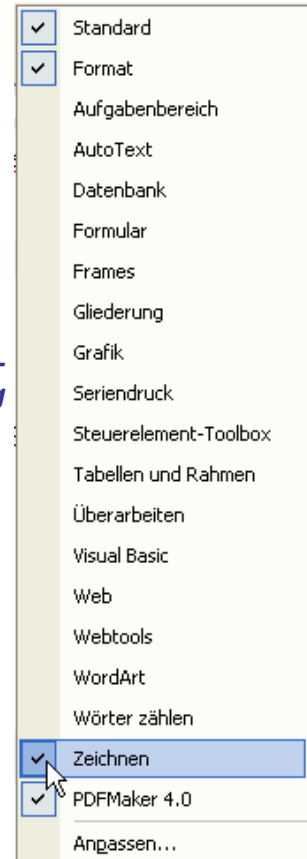 Standard
Format
Aufgabenbereich
AutoText
Datenbank
Formular
Frames
Gliederung
Grafik
Seriendruck
Steuerelement-Toolbox
Tabellen und Rahmen
Überarbeiten
Visual Basic
Web
Webtools
WordArt
Wörter zählen
Zeichnen
PDFMaker 4.0
Anpassen...